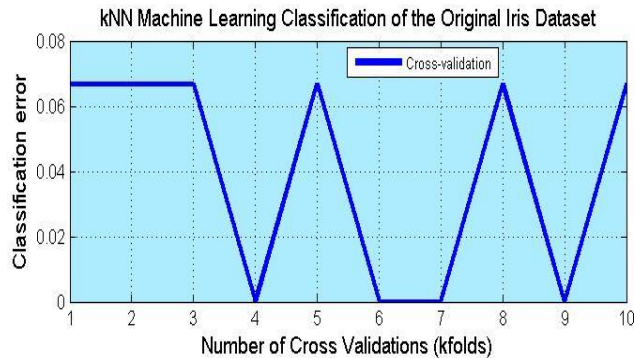 kNN Machine Learning Classification of the Original Iris Dataset
Cross-validation
Classification error
0.08
0.06
0.04
0.02
0
1 2 3 4 5 6 7 8 9 10
Number of Cross Validations (kfolds)